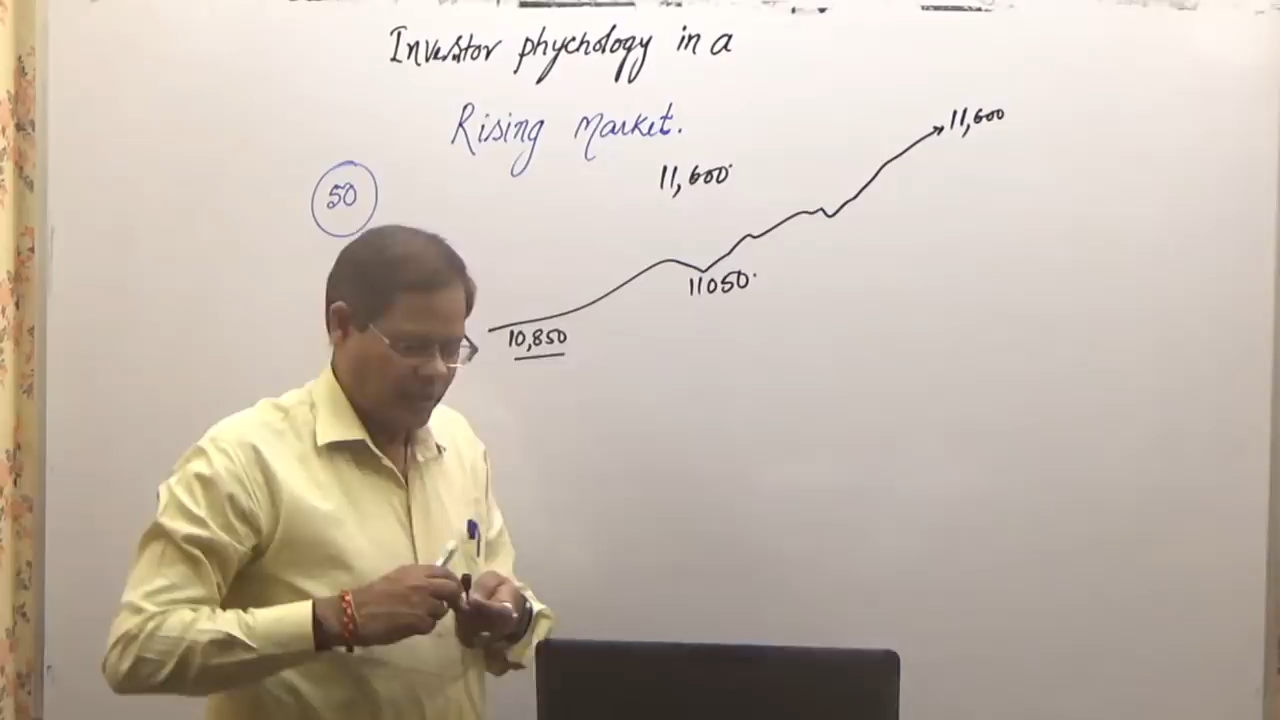 Investor phychology in a
Rising Market.
11,600
11,600
50
11050
10,850